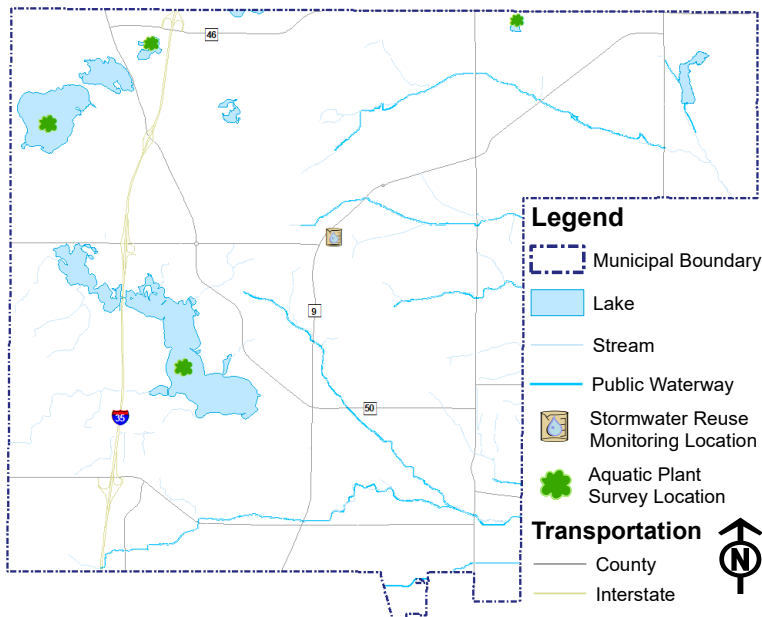 46
9
50
35
Legend
Municipal Boundary
Lake
Stream
Public Waterway
Stormwater Reuse
Monitoring Location
Aquatic Plant
Survey Location
Transportation
County
Interstate
N